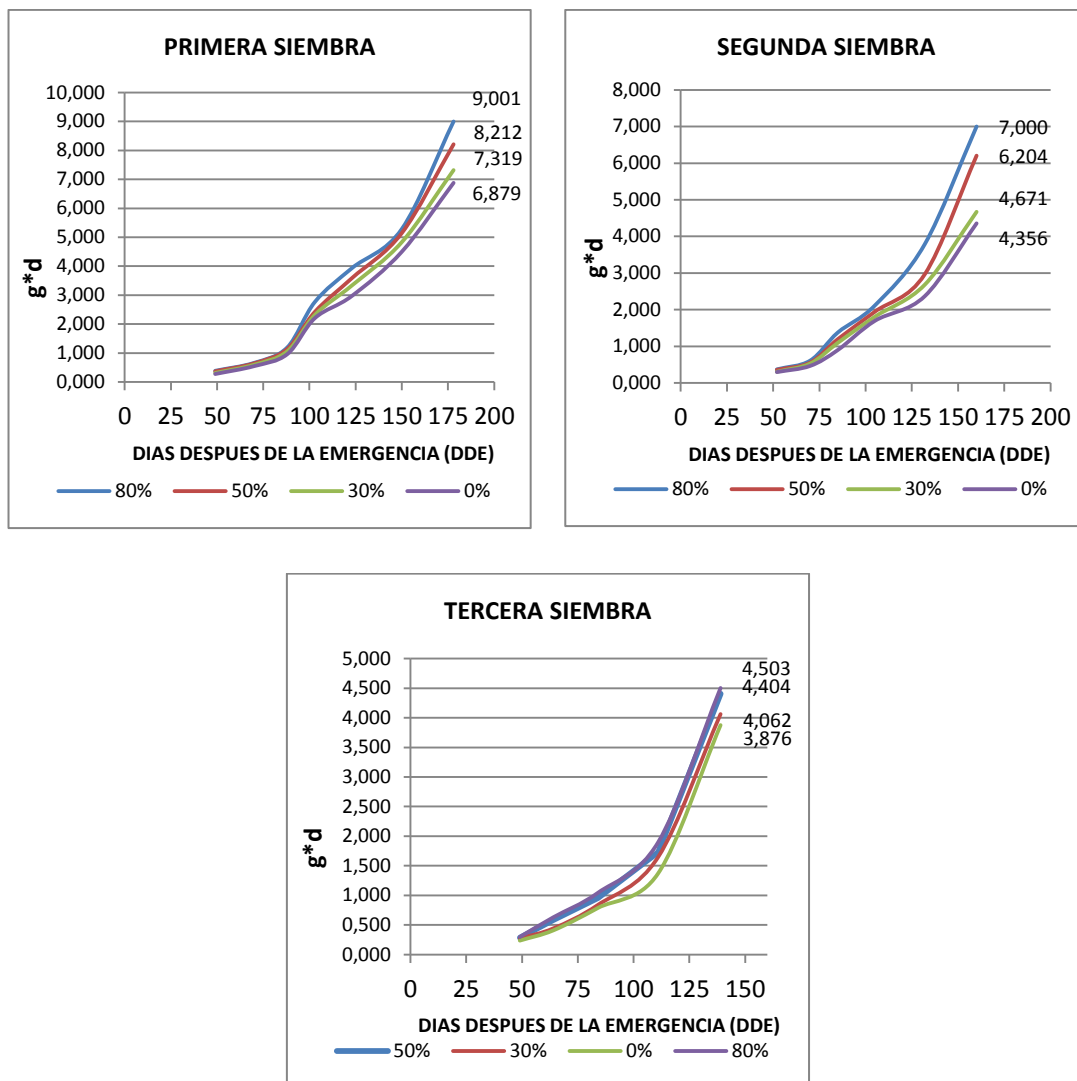 PRIMERA SIEMBRA
10,000
9,000
8,000
7,000
6,000
5,000
4,000
3,000
2,000
1,000
0,000
g*d
9,001
8,212
7,319
6,879
0 25 50 75 100 125 150 175 200
DIAS DESPUES DE LA EMERGENCIA (DDE)
80% 50% 30% 0%
SEGUNDA SIEMBRA
8,000
7,000
6,000
5,000
4,000
3,000
2,000
1,000
0,000
g*d
7,000
6,204
4,671
4,356
0 25 50 75 100 125 150 175 200
DIAS DESPUES DE LA EMERGENCIA (DDE)
80% 50% 30% 0%
TERCERA SIEMBRA
5,000
4,500
4,000
3,500
3,000
2,500
2,000
1,500
1,000
0,500
0,000
g*d
4,503
4,404
4,062
3,876
0 25 50 75 100 125 150
DIAS DESPUES DE LA EMERGENCIA (DDE)
50% 30% 0% 80%